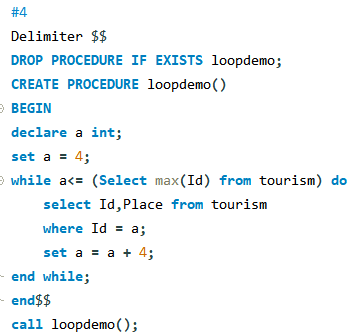 #4
Delimiter $$
DROP PROCEDURE IF EXISTS loopdemo;
CREATE PROCEDURE loopdemo()
BEGIN
declare a int;
set a = 4;
while a<= (Select max(Id) from tourism) do
select Id,Place from tourism
where Id = a;
set a = a + 4;
end while;
end$$
call loopdemo();